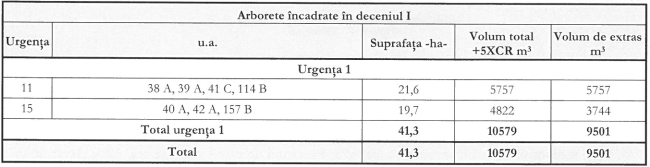 Arborete încadrate în deceniul I
Urgența u.a. Suprafața -ha- Volum total +5XCR m³ Volum de extras m³
Urgența 1
11 38 A, 39 A, 41 C, 114 B 21,6 5757 5757
15 40 A, 42 A, 157 B 19,7 4822 3744
Total urgența 1 41,3 10579 9501
Total 41,3 10579 9501